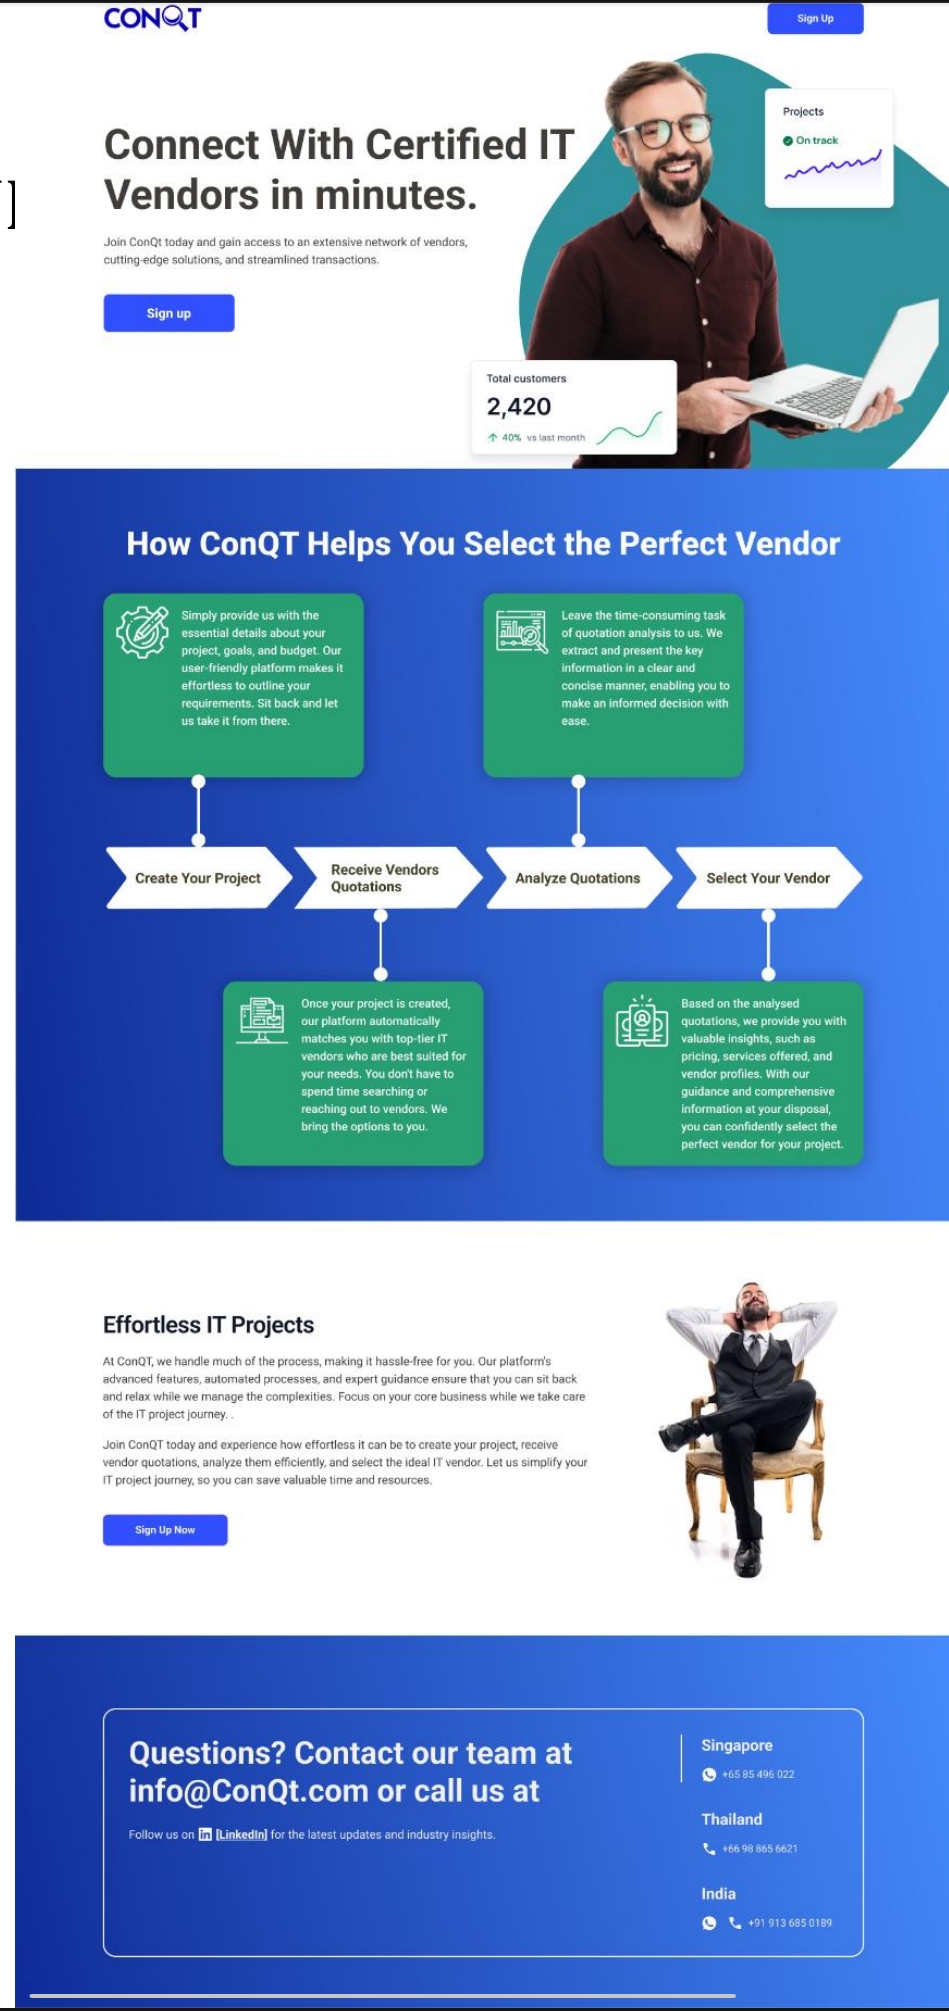 CONQT
Sign Up
]
Connect With Certified IT
Vendors in minutes.
Join ConQt today and gain access to an extensive network of vendors,
cutting-edge solutions, and streamlined transactions.
Sign up
Projects
On track
Total customers
2,420
40% vs last month
How ConQT Helps You Select the Perfect Vendor
Simply provide us with the
essential details about your
project, goals, and budget. Our
user-friendly platform makes it
effortless to outline your
requirements. Sit back and let
us take it from there.
Leave the time-consuming task
of quotation analysis to us. We
extract and present the key
information in a clear and
concise manner, enabling you to
make an informed decision with
ease.
Create Your Project
Receive Vendors
Quotations
Analyze Quotations
Select Your Vendor
Once your project is created,
our platform automatically
matches you with top-tier IT
vendors who are best suited for
your needs. You don't have to
spend time searching or
reaching out to vendors. We
bring the options to you.
Based on the analysed
quotations, we provide you with
valuable insights, such as
pricing, services offered, and
vendor profiles. With our
guidance and comprehensive
information at your disposal,
you can confidently select the
perfect vendor for your project.
Effortless IT Projects
At ConQT, we handle much of the process, making it hassle-free for you. Our platform's
advanced features, automated processes, and expert guidance ensure that you can sit back
and relax while we manage the complexities. Focus on your core business while we take care
of the IT project journey. .
Join ConQT today and experience how effortless it can be to create your project, receive
vendor quotations, analyze them efficiently, and select the ideal IT vendor. Let us simplify your
IT project journey, so you can save valuable time and resources.
Sign Up Now
Questions? Contact our team at
info@ConQt.com or call us at
Follow us on in [LinkedIn] for the latest updates and industry insights.
Singapore
+65 85 496 022
Thailand
+66 98 865 6621
India
+91 913 685 0189